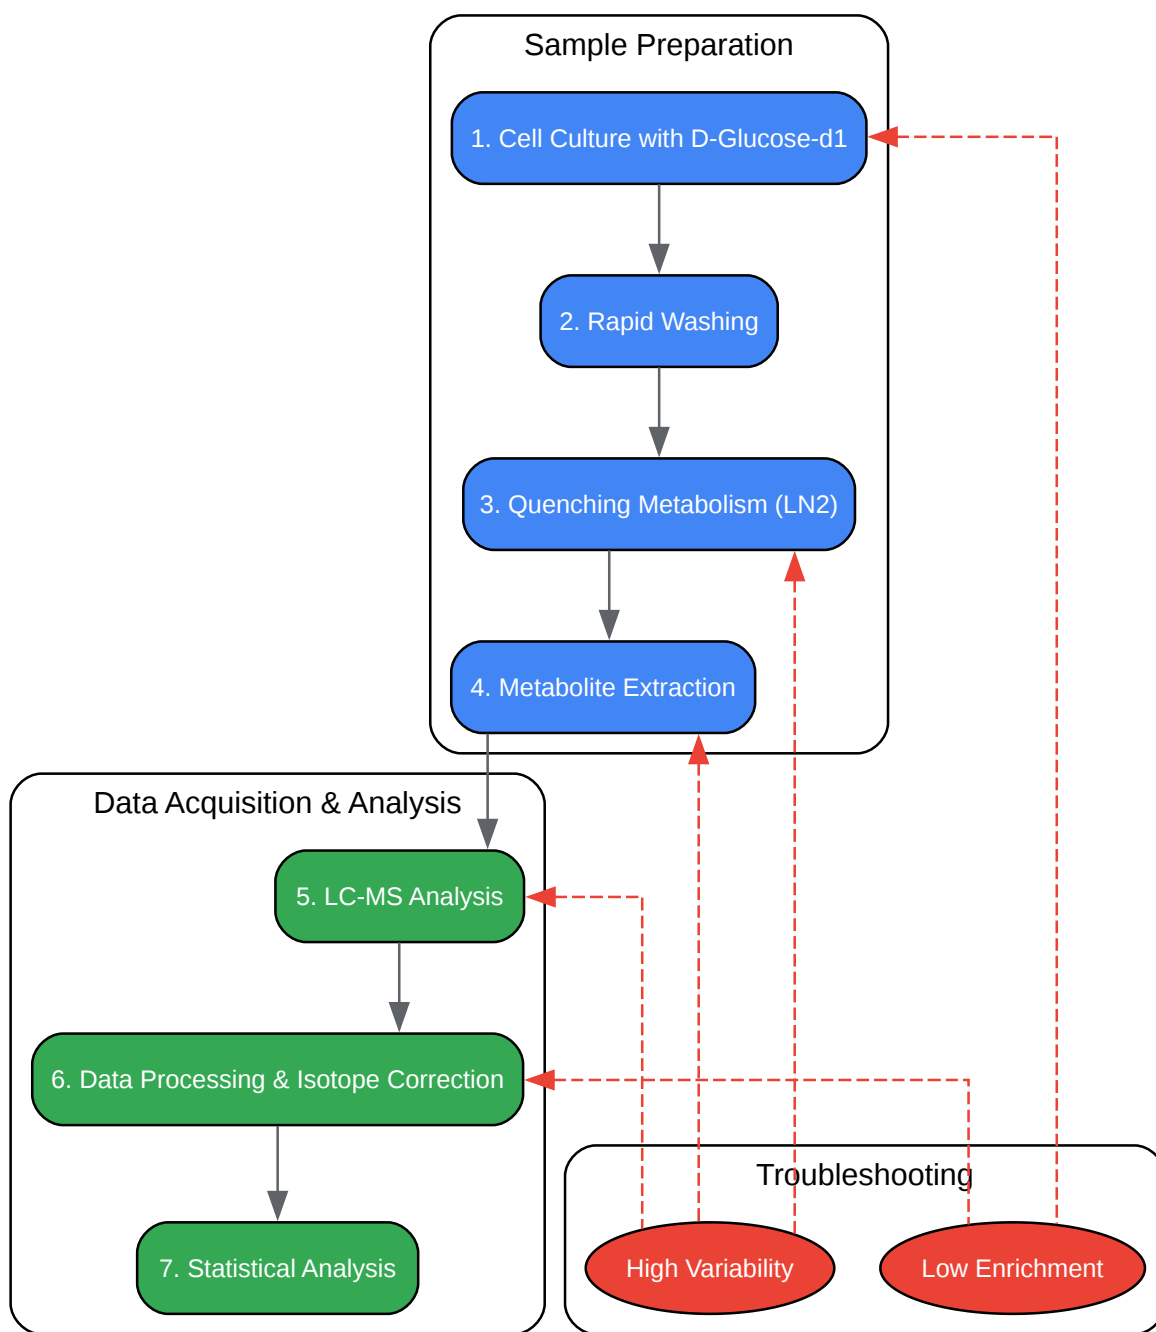 Sample Preparation
1. Cell Culture with D-Glucose-d1
2. Rapid Washing
3. Quenching Metabolism (LN2)
4. Metabolite Extraction
Data Acquisition & Analysis
5. LC-MS Analysis
6. Data Processing & Isotope Correction
7. Statistical Analysis
Troubleshooting
High Variability
Low Enrichment